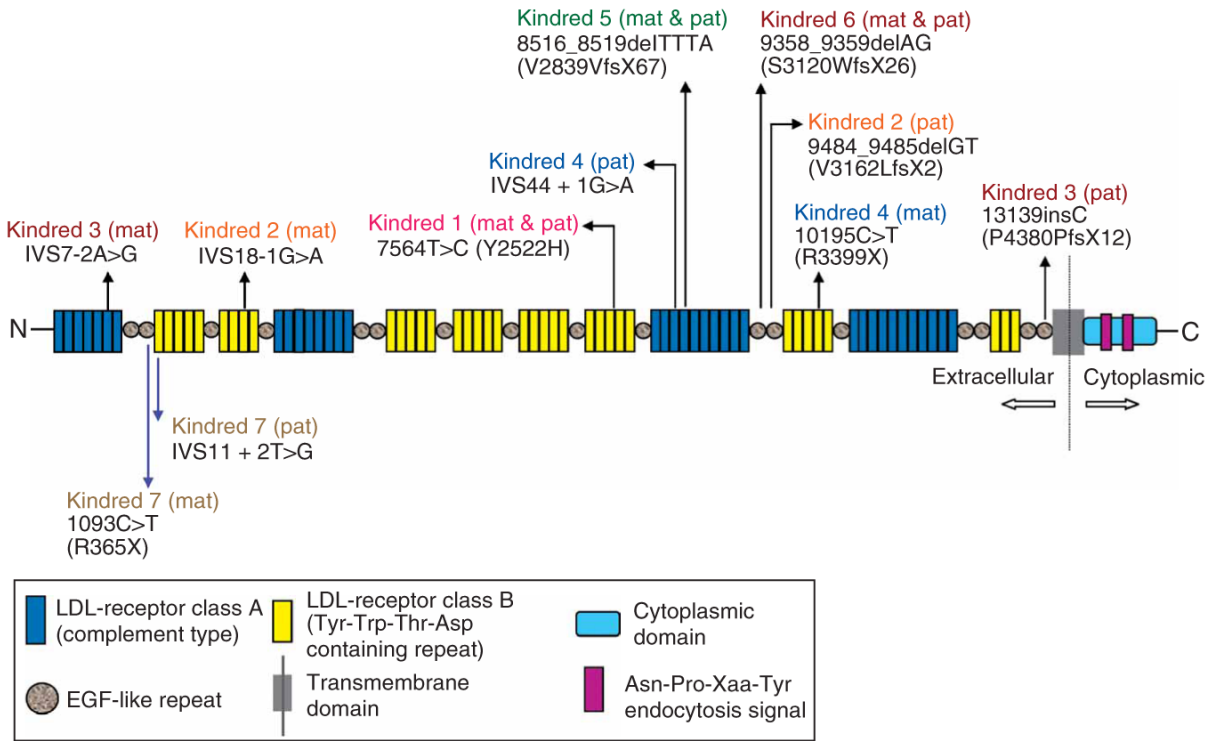 Kindred 5 (mat & pat)
8516_8519delTTTA
(V2839VfsX67)
Kindred 6 (mat & pat)
9358_9359delAG
(S3120WfsX26)
Kindred 2 (pat)
9484_9485delGT
(V3162LfsX2)
Kindred 4 (pat)
IVS44 + 1G>A
Kindred 3 (pat)
13139insC
(P4380PfsX12)
Kindred 4 (mat)
10195C>T
(R3399X)
Kindred 1 (mat & pat)
7564T>C (Y2522H)
Kindred 3 (mat)
IVS7-2A>G
Kindred 2 (mat)
IVS18-1G>A
N
C
Extracellular
Cytoplasmic
Kindred 7 (pat)
IVS11 + 2T>G
Kindred 7 (mat)
1093C>T
(R365X)
LDL-receptor class A
(complement type)
LDL-receptor class B
(Tyr-Trp-Thr-Asp
containing repeat)
Cytoplasmic
domain
EGF-like repeat
Transmembrane
domain
Asn-Pro-Xaa-Tyr
endocytosis signal